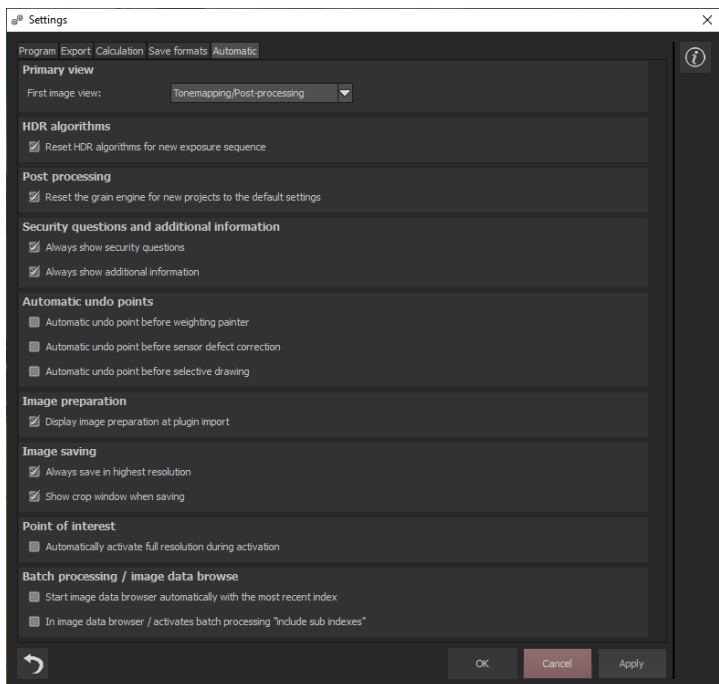 Settings
Program Export Calculation Save formats Automatic
Primary view
First image view: Tonemapping/Post-processing
HDR algorithms
Reset HDR algorithms for new exposure sequence
Post processing
Reset the grain engine for new projects to the default settings
Security questions and additional information
Always show security questions
Always show additional information
Automatic undo points
Automatic undo point before weighting painter
Automatic undo point before sensor defect correction
Automatic undo point before selective drawing
Image preparation
Display image preparation at plugin import
Image saving
Always save in highest resolution
Show crop window when saving
Point of interest
Automatically activate full resolution during activation
Batch processing / image data browse
Start image data browser automatically with the most recent index
In image data browser / activates batch processing "include sub indexes"
OK Cancel Apply